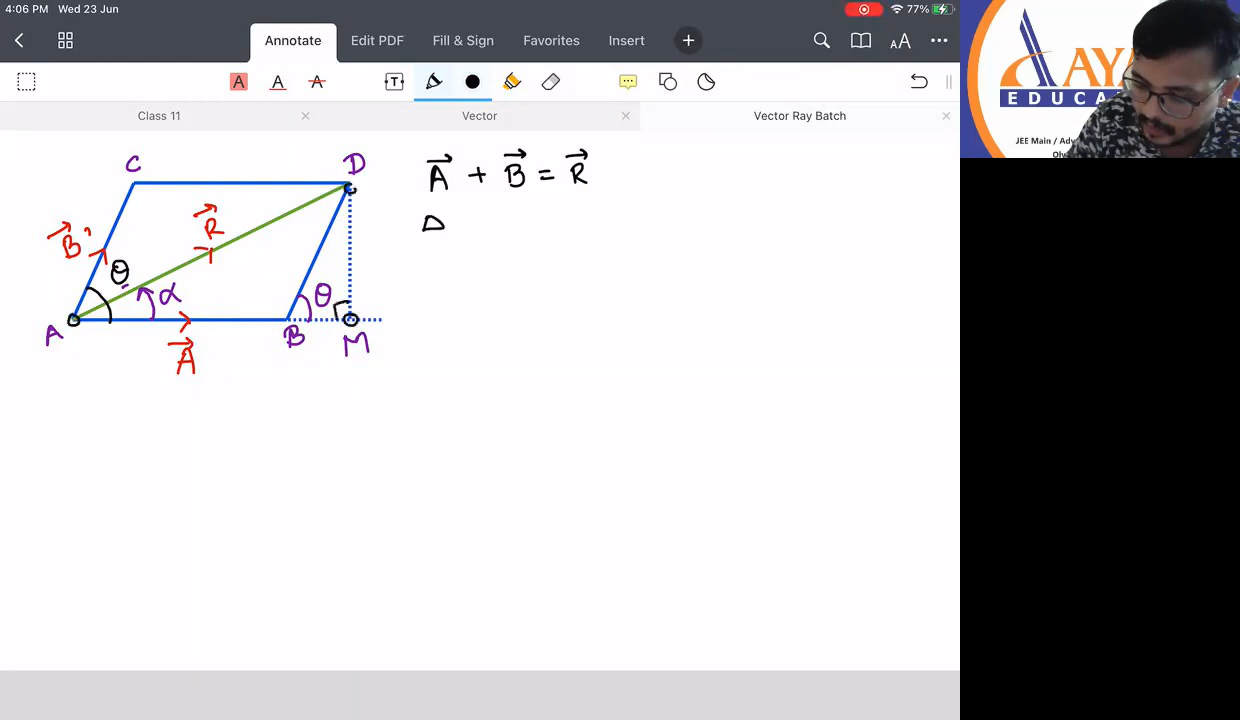 4:06 PM Wed 23 Jun
77%
Annotate Edit PDF Fill & Sign Favorites Insert
Class 11 Vector Vector Ray Batch
EDUCA
JEE Main / Adv
C D
B⃗
R⃗
θ
α θ
A B M
A⃗
A⃗ + B⃗ = R⃗
Δ